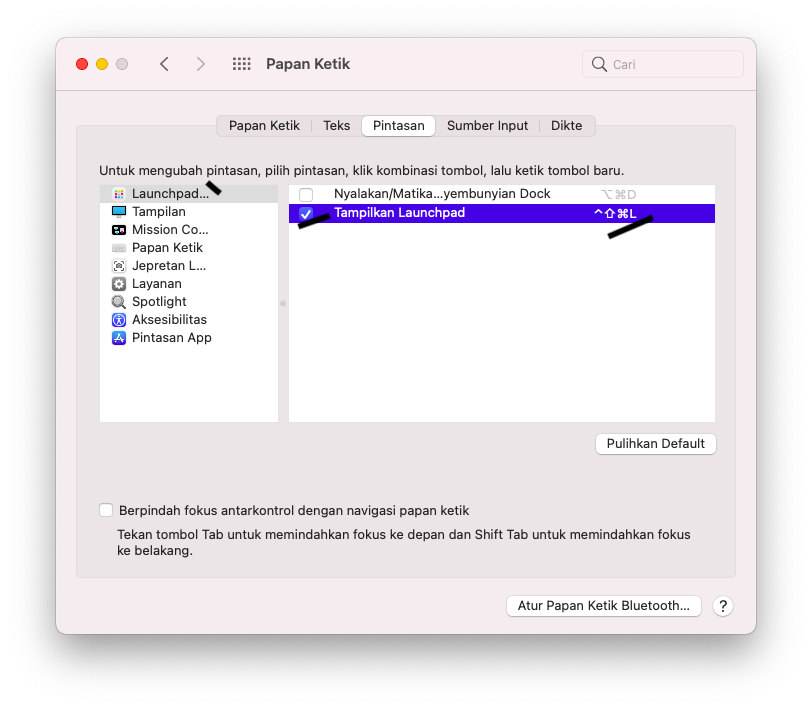 Papan Ketik
Cari
Papan Ketik
Teks
Pintasan
Sumber Input
Dikte
Untuk mengubah pintasan, pilih pintasan, klik kombinasi tombol, lalu ketik tombol baru.
Launchpad...
Tampilan
Mission Co...
Papan Ketik
Jepretan L...
Layanan
Spotlight
Aksesibilitas
Pintasan App
Nyalakan/Matika...yembunyian Dock ⌥⌘D
Tampilkan Launchpad ^⇧⌘L
Pulihkan Default
Berpindah fokus antarkontrol dengan navigasi papan ketik
Tekan tombol Tab untuk memindahkan fokus ke depan dan Shift Tab untuk memindahkan fokus
ke belakang.
Atur Papan Ketik Bluetooth...
?